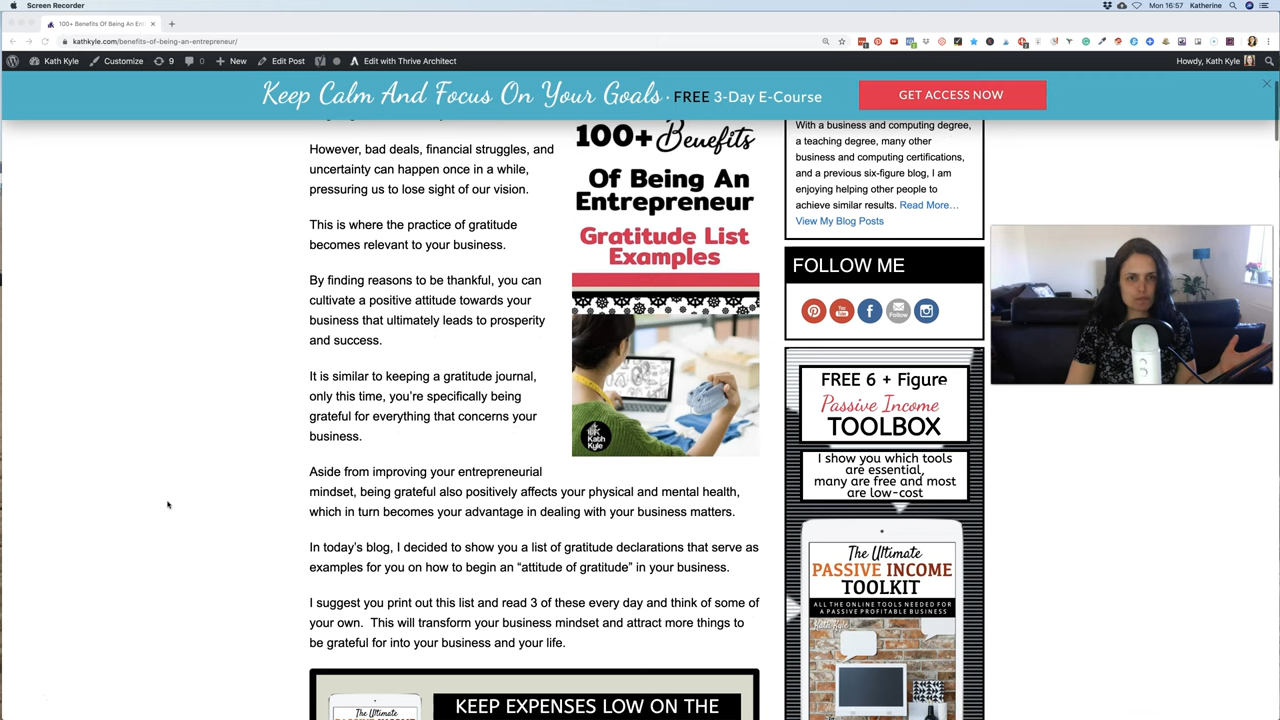 Screen Recorder
Mon 16:57
Katherine
100+ Benefits Of Being An Ent
kathkyle.com/benefits-of-being-an-entrepreneur/
Kath Kyle
Customize
9
0
New
Edit Post
Edit with Thrive Architect
Howdy, Kath Kyle
Keep Calm And Focus On Your Goals · FREE 3-Day E-Course
GET ACCESS NOW
However, bad deals, financial struggles, and
uncertainty can happen once in a while,
pressuring us to lose sight of our vision.
This is where the practice of gratitude
becomes relevant to your business.
By finding reasons to be thankful, you can
cultivate a positive attitude towards your
business that ultimately leads to prosperity
and success.
It is similar to keeping a gratitude journal,
only this time, you're specifically being
grateful for everything that concerns your
business.
Aside from improving your entrepreneurial
mindset, being grateful also positively affects your physical and mental health,
which in turn becomes your advantage in dealing with your business matters.
In today's blog, I decided to show you a list of gratitude declarations that serve as
examples for you on how to begin an "attitude of gratitude" in your business.
I suggest you print out this list and read 3 of these every day and think of some of
your own. This will transform your business mindset and attract more things to
be grateful for into your business and your life.
100+ Benefits
Of Being An
Entrepreneur
Gratitude List
Examples
Kath
Kyle
The Ultimate
KEEP EXPENSES LOW ON THE
With a business and computing degree,
a teaching degree, many other
business and computing certifications,
and a previous six-figure blog, I am
enjoying helping other people to
achieve similar results. Read More…
View My Blog Posts
FOLLOW ME
Follow
FREE 6 + Figure
Passive Income
TOOLBOX
I show you which tools
are essential,
many are free and most
are low-cost
The Ultimate
PASSIVE INCOME
TOOLKIT
ALL THE ONLINE TOOLS NEEDED FOR
A PASSIVE PROFITABLE BUSINESS
Kath Kyle